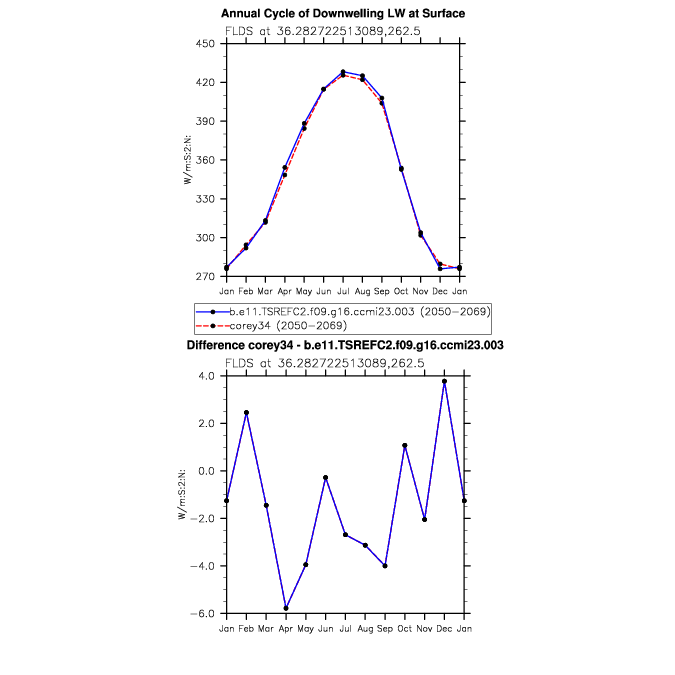 Annual Cycle of Downwelling LW at Surface
FLDS at 36.282722513089,262.5
450
420
390
360
330
300
270
W/m:S:2:N:
Jan Feb Mar Apr May Jun Jul Aug Sep Oct Nov Dec Jan
b.e11.TSREFC2.f09.g16.ccmi23.003 (2050-2069)
corey34 (2050-2069)
Difference corey34 - b.e11.TSREFC2.f09.g16.ccmi23.003
FLDS at 36.282722513089,262.5
4.0
2.0
0.0
-2.0
-4.0
-6.0
W/m:S:2:N:
Jan Feb Mar Apr May Jun Jul Aug Sep Oct Nov Dec Jan